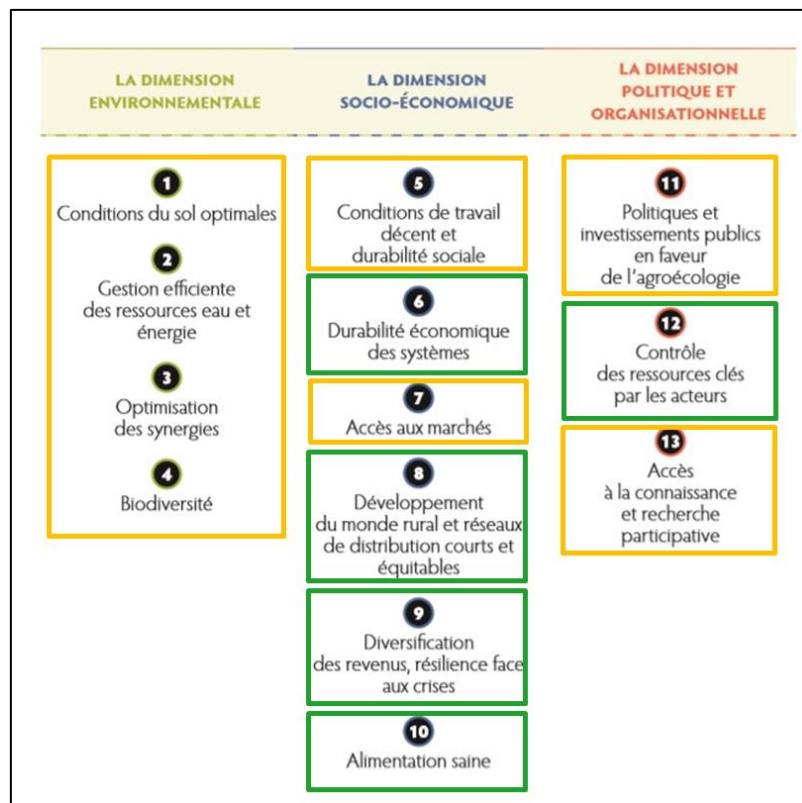 LA DIMENSION
ENVIRONNEMENTALE
LA DIMENSION
SOCIO-ÉCONOMIQUE
LA DIMENSION
POLITIQUE ET
ORGANISATIONNELLE
1
Conditions du sol optimales
2
Gestion efficiente
des ressources eau et
énergie
3
Optimisation
des synergies
4
Biodiversité
5
Conditions de travail
décent et
durabilité sociale
6
Durabilité économique
des systèmes
7
Accès aux marchés
8
Développement
du monde rural et réseaux
de distribution courts et
équitables
9
Diversification
des revenus, résilience face
aux crises
10
Alimentation saine
11
Politiques et
investissements publics
en faveur
de l'agroécologie
12
Contrôle
des ressources clés
par les acteurs
13
Accès
à la connaissance
et recherche
participative